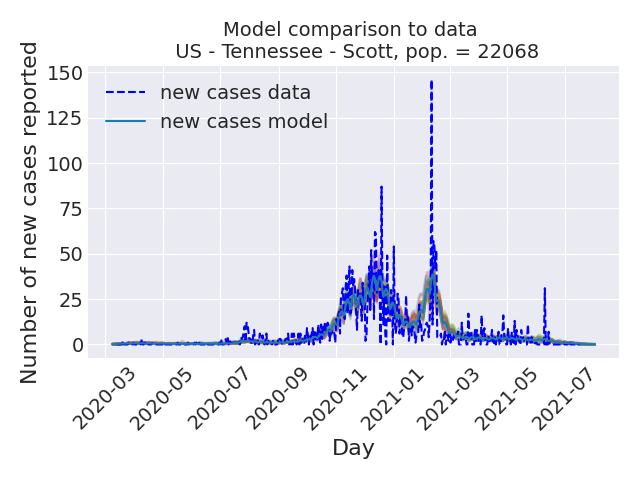 Model comparison to data
US - Tennessee - Scott, pop. = 22068
Number of new cases reported
150
125
100
75
50
25
0
new cases data
new cases model
2020-03
2020-05
2020-07
2020-09
2020-11
2021-01
2021-03
2021-05
2021-07
Day